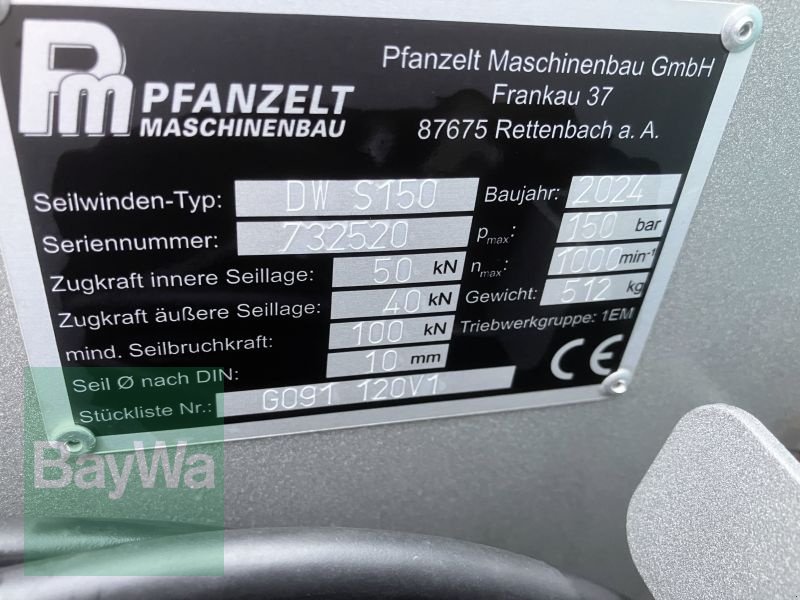 Pm PFANZELT
MASCHINENBAU
Pfanzelt Maschinenbau GmbH
Frankau 37
87675 Rettenbach a. A.
Seilwinden-Typ: DW S150
Baujahr: 2024
Seriennummer: 732520
pmax: 150 bar
Zugkraft innere Seillage: 50 kN
nmax: 1000 min-1
Zugkraft äußere Seillage: 40 kN
Gewicht: 512 kg
mind. Seilbruchkraft: 100 kN
Triebwerkgruppe: 1EM
Seil Ø nach DIN: 10 mm
CE
Stückliste Nr.: G091 120V1
BayWa